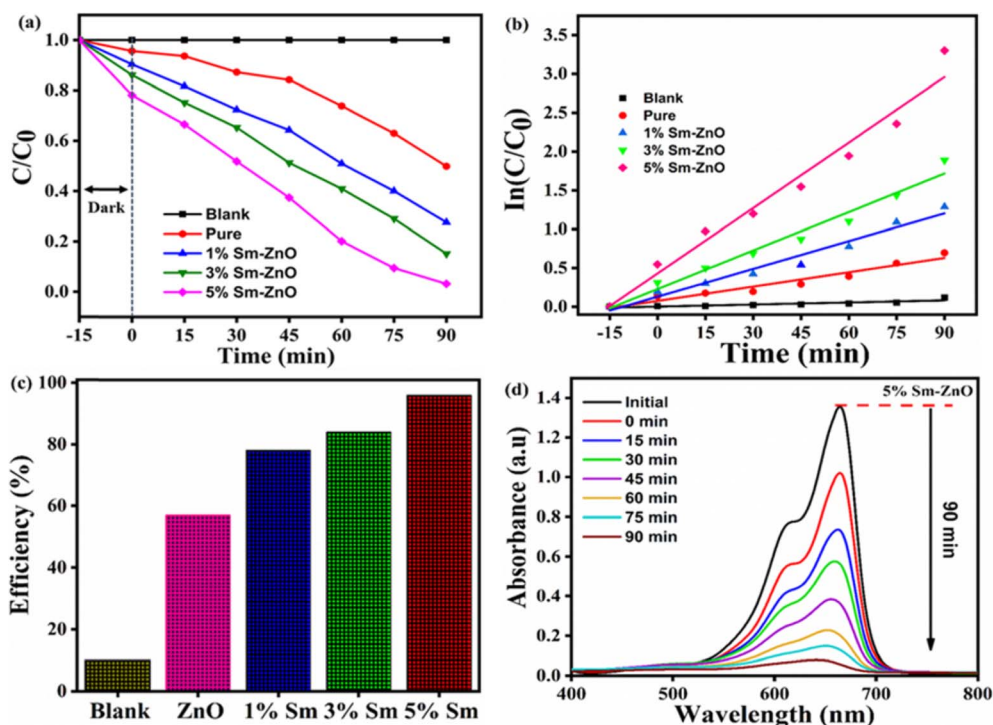 (a)
1.0
0.8
0.6
0.4
0.2
0.0
C/C0
Dark
Blank
Pure
1% Sm-ZnO
3% Sm-ZnO
5% Sm-ZnO
-15 0 15 30 45 60 75 90
Time (min)
(b)
3.5
3.0
2.5
2.0
1.5
1.0
0.5
0.0
In(C/C0)
Blank
Pure
1% Sm-ZnO
3% Sm-ZnO
5% Sm-ZnO
-15 0 15 30 45 60 75 90
Time (min)
(c)
100
80
60
40
20
0
Efficiency (%)
Blank ZnO 1% Sm 3% Sm 5% Sm
(d)
1.4
1.2
1.0
0.8
0.6
0.4
0.2
0.0
Absorbance (a.u)
Initial
0 min
15 min
30 min
45 min
60 min
75 min
90 min
5% Sm-ZnO
90 min
400 500 600 700 800
Wavelength (nm)